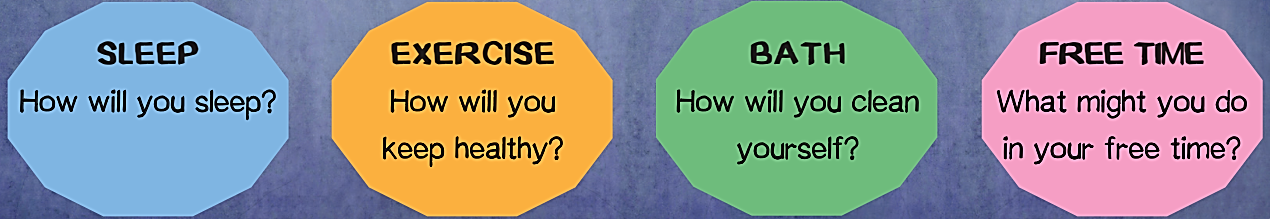 SLEEP
How will you sleep?
EXERCISE
How will you
keep healthy?
BATH
How will you clean
yourself?
FREE TIME
What might you do
in your free time?